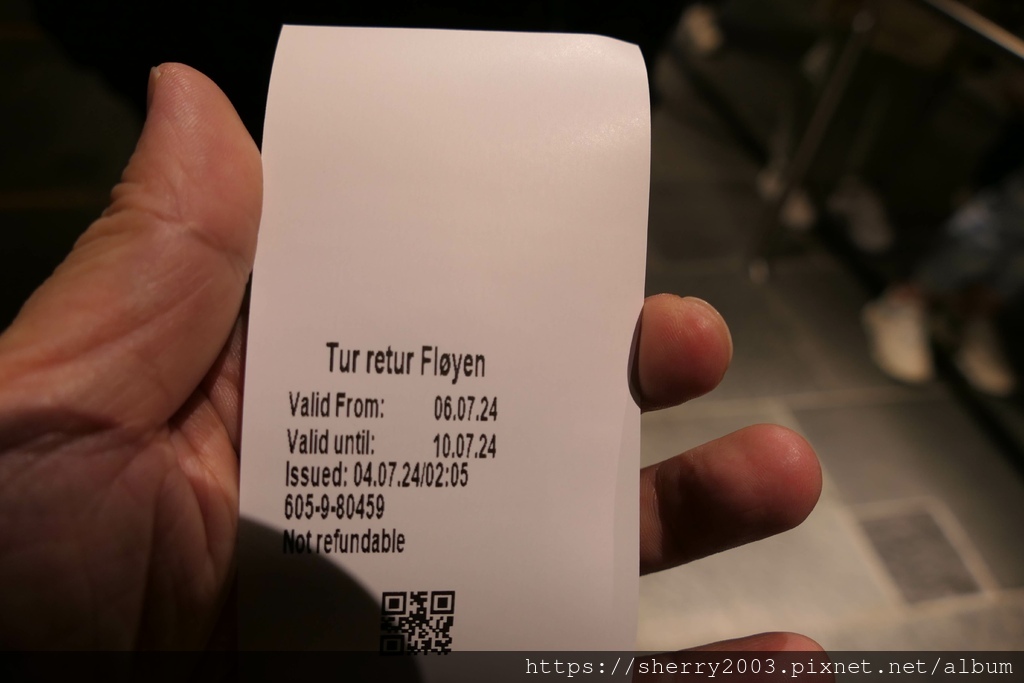 Tur retur Fløyen
Valid From: 06.07.24
Valid until: 10.07.24
Issued: 04.07.24/02:05
605-9-80459
Not refundable
https://sherry2003.pixnet.net/album